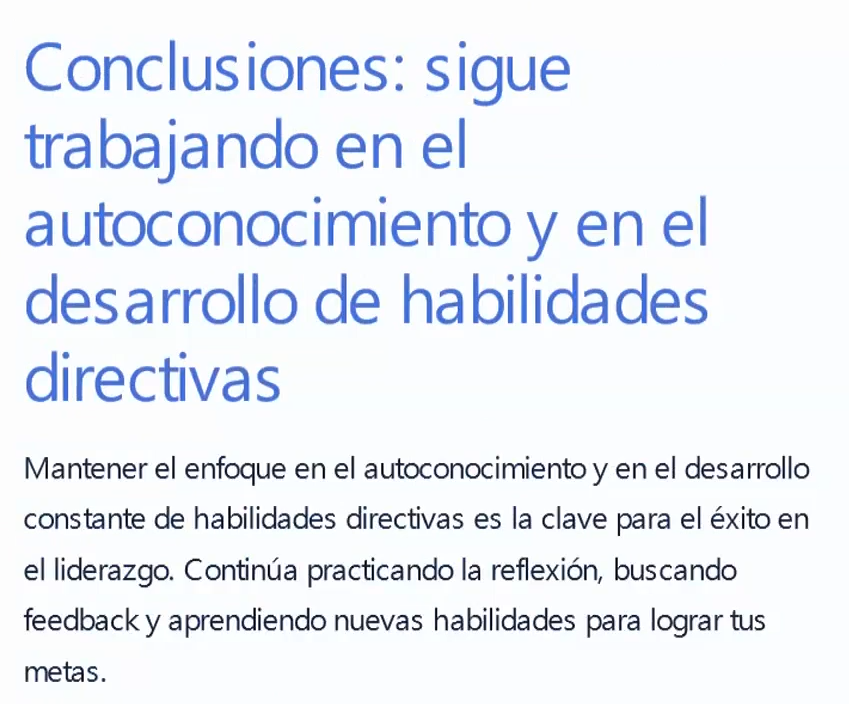 Conclusiones: sigue
trabajando en el
autoconocimiento y en el
desarrollo de habilidades
directivas
Mantener el enfoque en el autoconocimiento y en el desarrollo
constante de habilidades directivas es la clave para el éxito en
el liderazgo. Continúa practicando la reflexión, buscando
feedback y aprendiendo nuevas habilidades para lograr tus
metas.